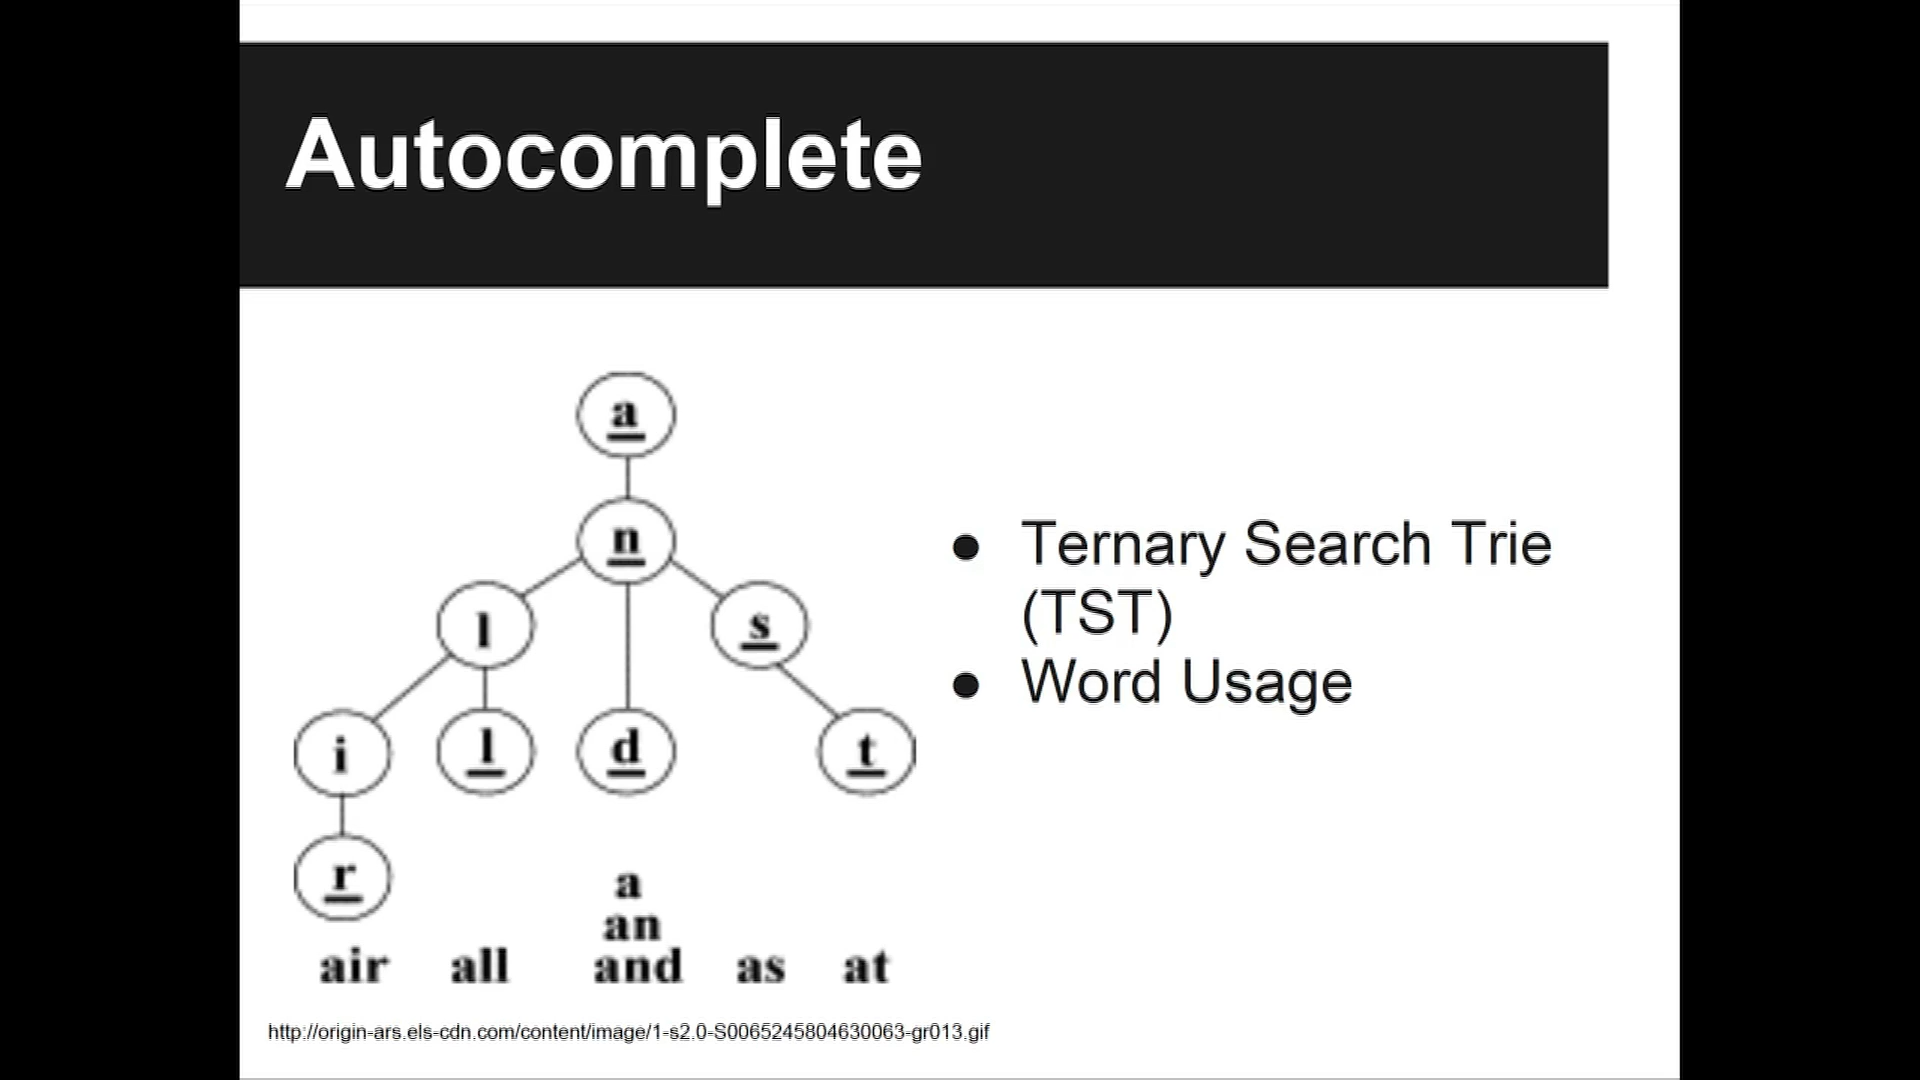 Autocomplete
a
n
l
s
i
l
d
t
r
a
an
air all and as at
● Ternary Search Trie
(TST)
● Word Usage
http://origin-ars.els-cdn.com/content/image/1-s2.0-S0065245804630063-gr013.gif